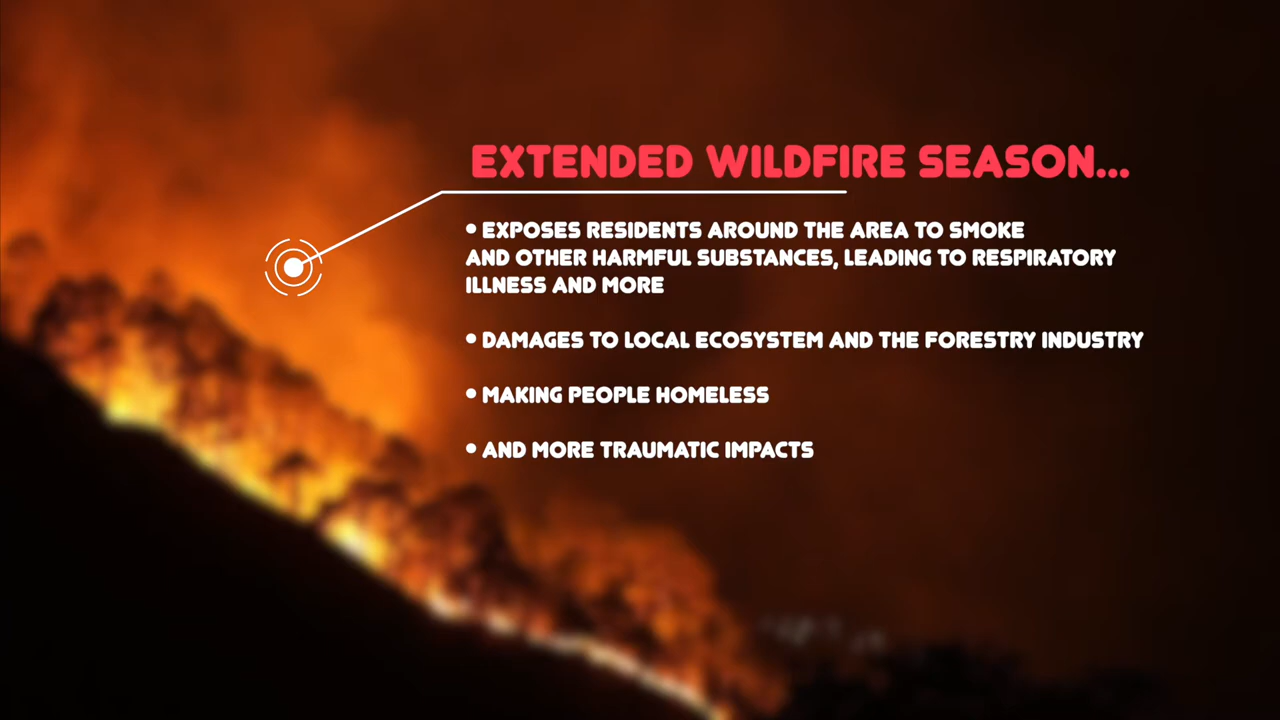 EXTENDED WILDFIRE SEASON...
• EXPOSES RESIDENTS AROUND THE AREA TO SMOKE
AND OTHER HARMFUL SUBSTANCES, LEADING TO RESPIRATORY
ILLNESS AND MORE
• DAMAGES TO LOCAL ECOSYSTEM AND THE FORESTRY INDUSTRY
• MAKING PEOPLE HOMELESS
• AND MORE TRAUMATIC IMPACTS